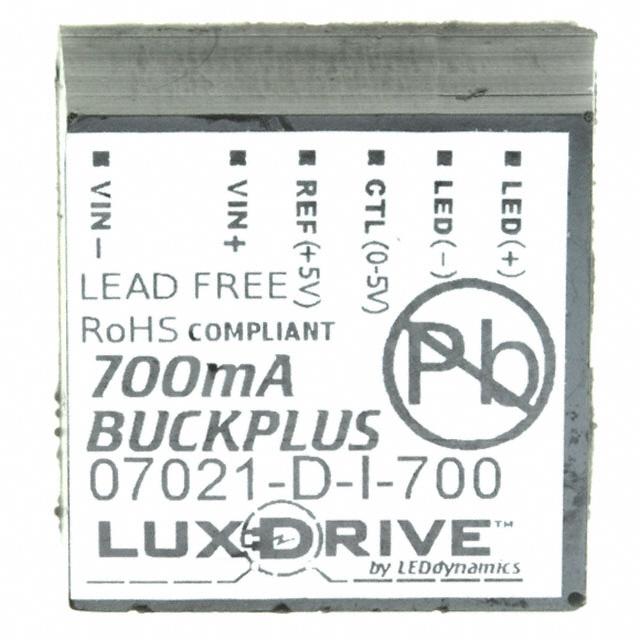 VIN−
VIN+
REF(+5V)
CTL(0-5V)
LED(−)
LED(+)
LEAD FREE
RoHS COMPLIANT
Pb
700mA
BUCKPLUS
07021-D-I-700
LUXDRIVE™
by LEDdynamics